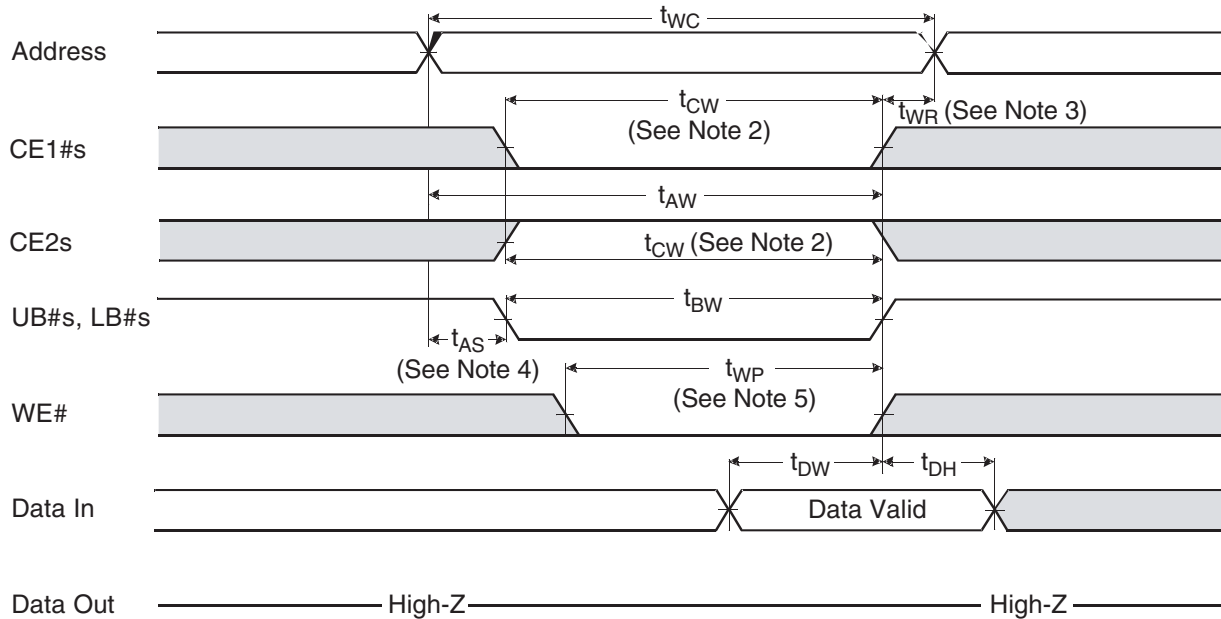 tWC
Address
tCW
(See Note 2)
tWR (See Note 3)
CE1#s
tAW
CE2s
tCW (See Note 2)
UB#s, LB#s
tBW
tAS
(See Note 4)
tWP
(See Note 5)
WE#
tDW
tDH
Data In
Data Valid
Data Out
High-Z
High-Z